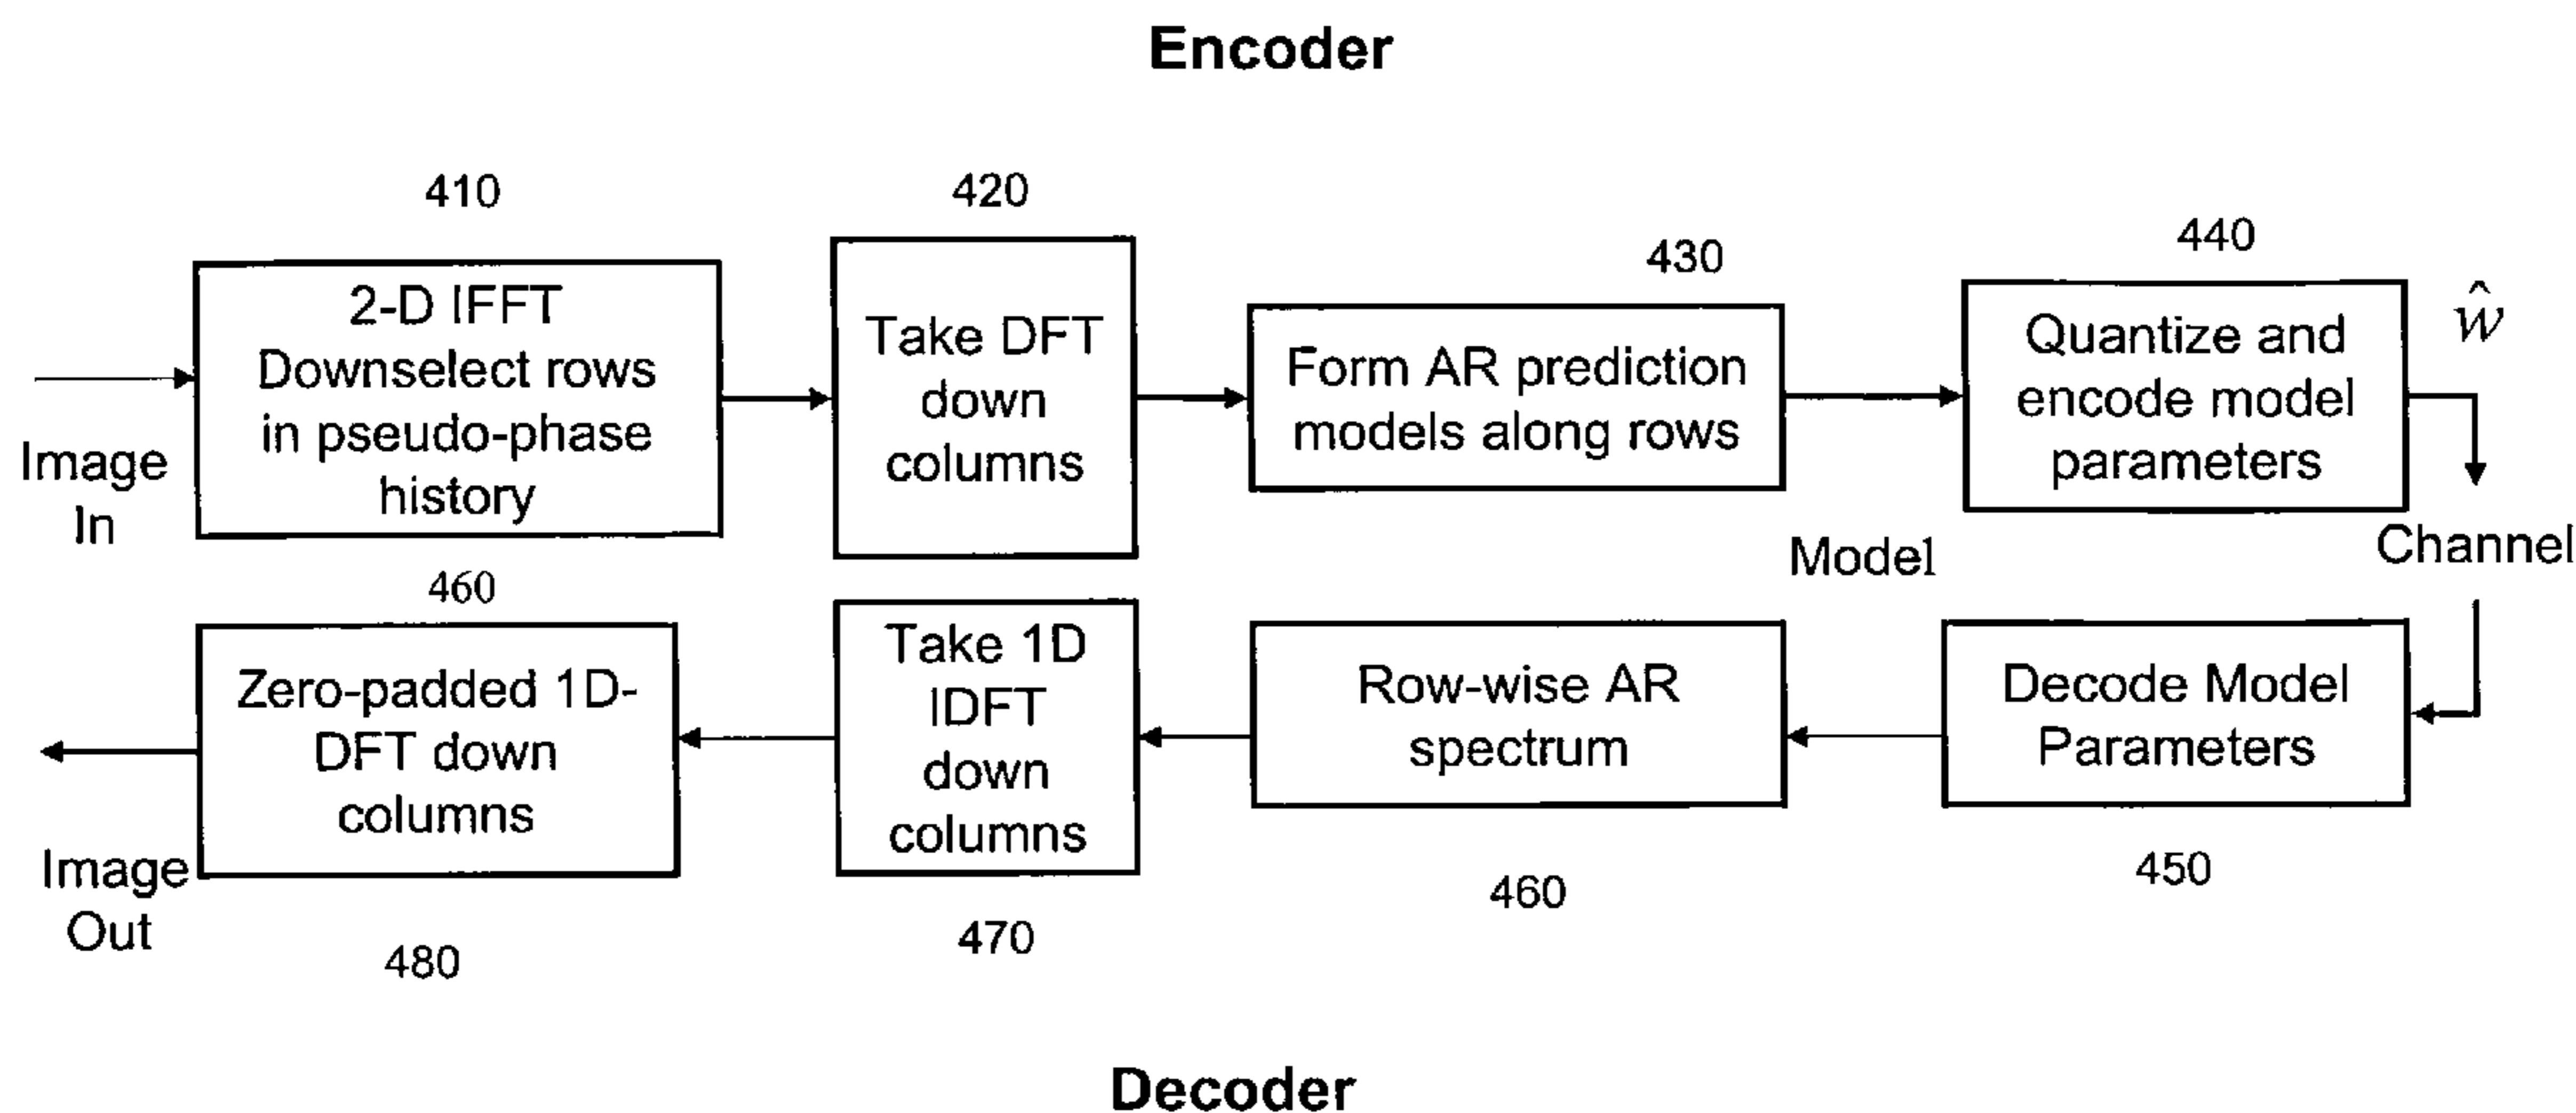 Encoder
410
420
430
440
Image
In
2-D IFFT
Downselect rows
in pseudo-phase
history
Take DFT
down
columns
Form AR prediction
models along rows
Quantize and
encode model
parameters
ŵ
Model
Channel
460
Zero-padded 1D-
DFT down
columns
Take 1D
IDFT
down
columns
Row-wise AR
spectrum
Decode Model
Parameters
Image
Out
480
470
460
450
Decoder